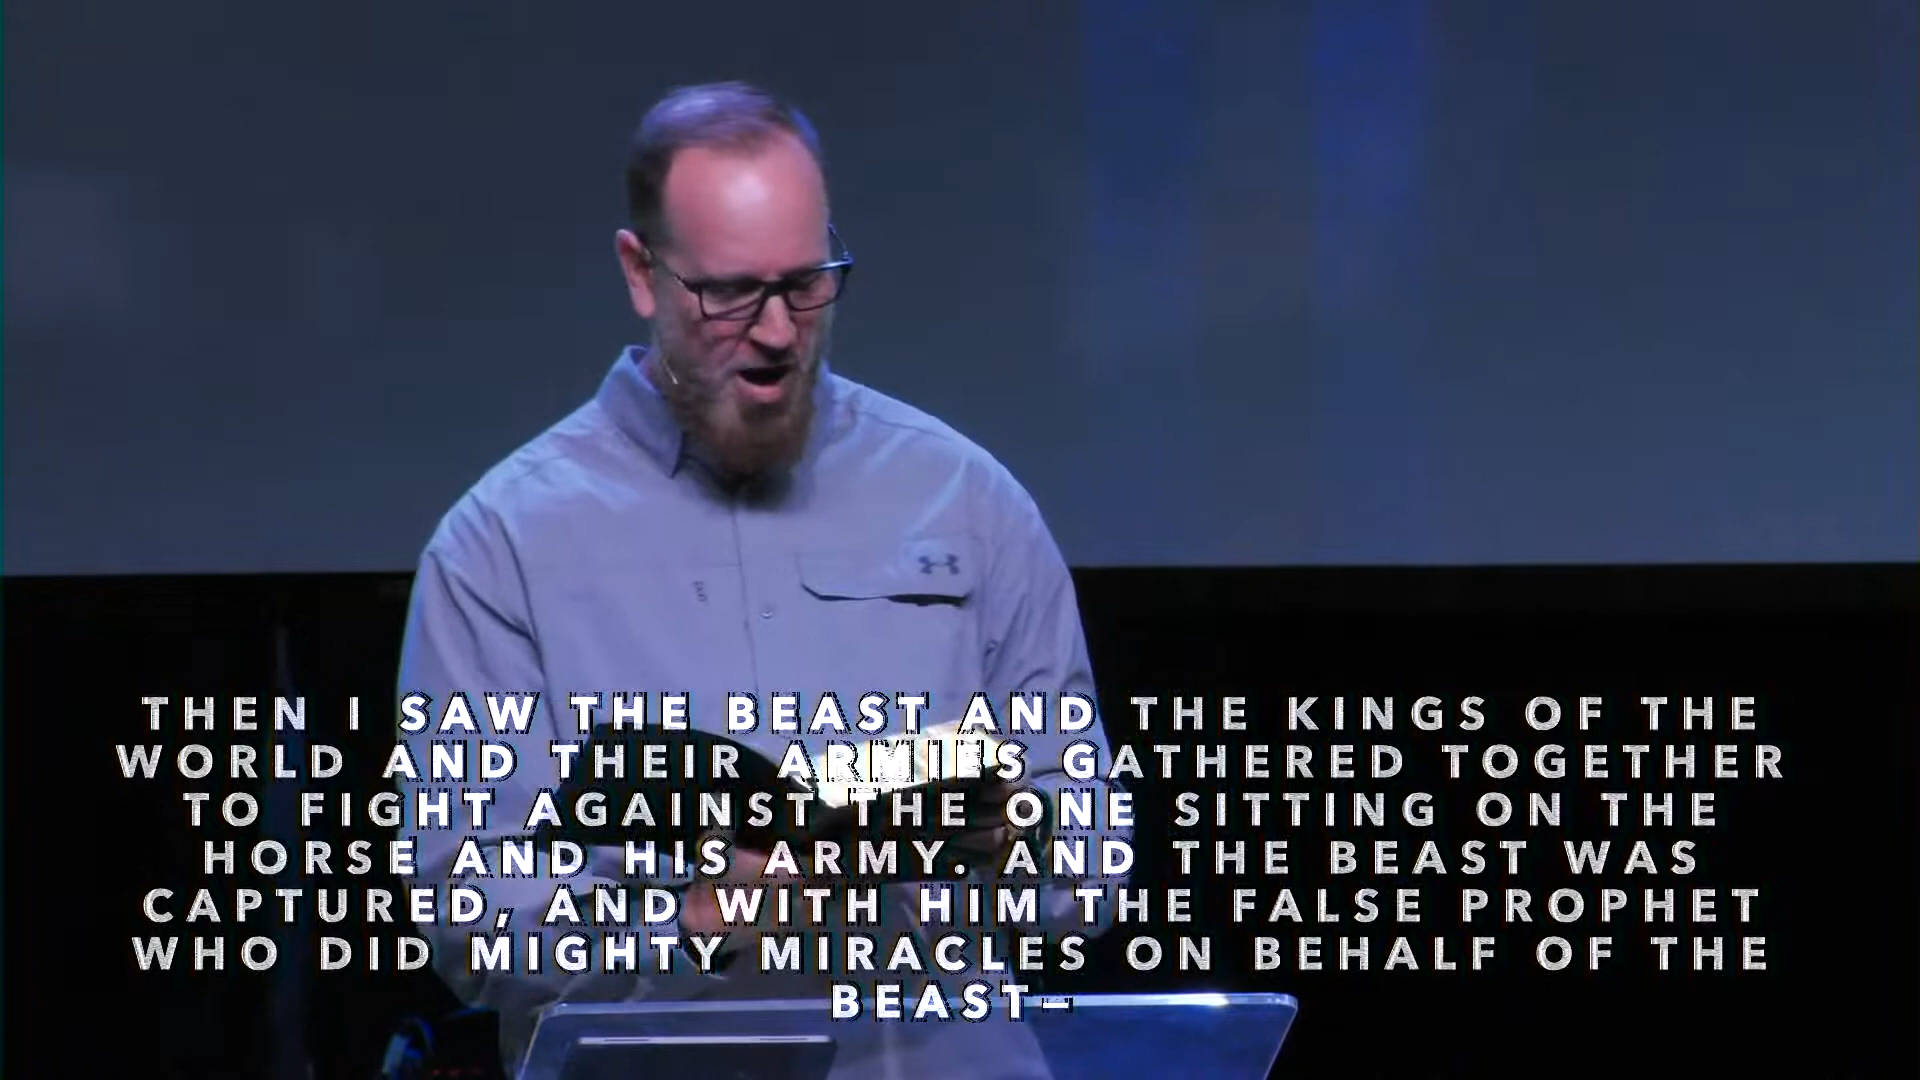 THEN I SAW THE BEAST AND THE KINGS OF THE
WORLD AND THEIR ARMIES GATHERED TOGETHER
TO FIGHT AGAINST THE ONE SITTING ON THE
HORSE AND HIS ARMY. AND THE BEAST WAS
CAPTURED, AND WITH HIM THE FALSE PROPHET
WHO DID MIGHTY MIRACLES ON BEHALF OF THE
BEAST—